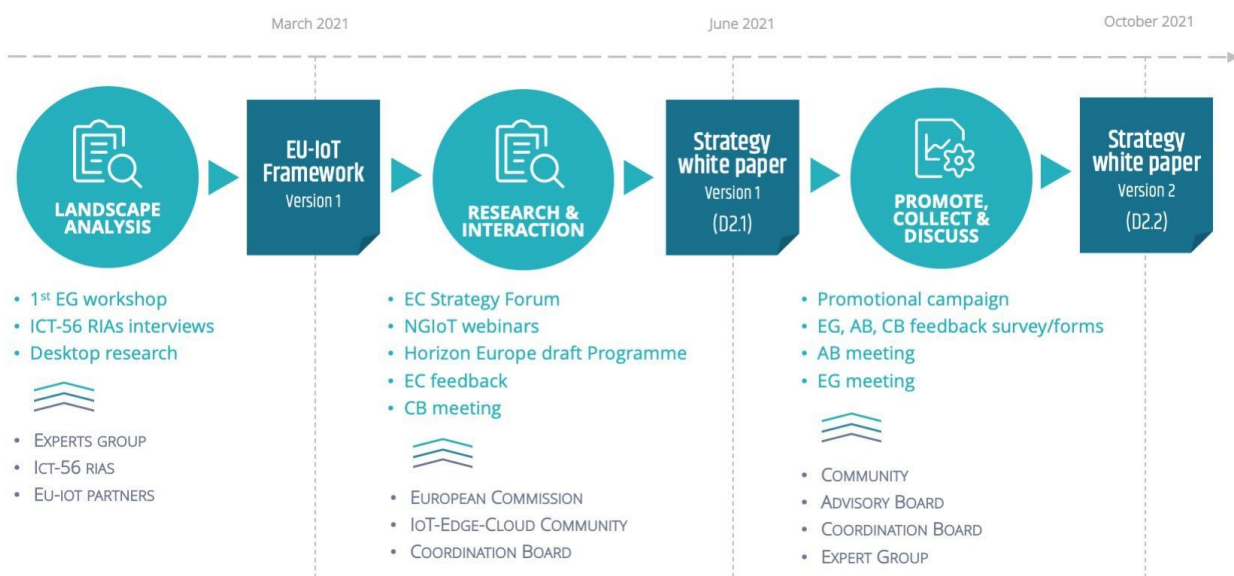 March 2021
June 2021
October 2021
LANDSCAPE
ANALYSIS
EU-IoT
Framework
Version 1
RESEARCH &
INTERACTION
Strategy
white paper
Version 1
(D2.1)
PROMOTE,
COLLECT &
DISCUSS
Strategy
white paper
Version 2
(D2.2)
• 1st EG workshop
• ICT-56 RIAs interviews
• Desktop research
• EXPERTS GROUP
• ICT-56 RIAS
• EU-IOT PARTNERS
• EC Strategy Forum
• NGIoT webinars
• Horizon Europe draft Programme
• EC feedback
• CB meeting
• EUROPEAN COMMISSION
• IOT-EDGE-CLOUD COMMUNITY
• COORDINATION BOARD
• Promotional campaign
• EG, AB, CB feedback survey/forms
• AB meeting
• EG meeting
• COMMUNITY
• ADVISORY BOARD
• COORDINATION BOARD
• EXPERT GROUP